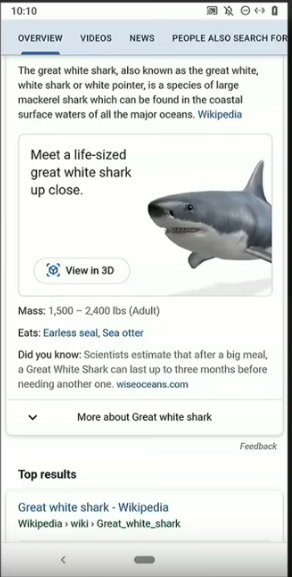 10:10
OVERVIEW VIDEOS NEWS PEOPLE ALSO SEARCH FOR
The great white shark, also known as the great white,
white shark or white pointer, is a species of large
mackerel shark which can be found in the coastal
surface waters of all the major oceans. Wikipedia
Meet a life-sized
great white shark
up close.
View in 3D
Mass: 1,500 – 2,400 lbs (Adult)
Eats: Earless seal, Sea otter
Did you know: Scientists estimate that after a big meal,
a Great White Shark can last up to three months before
needing another one. wiseoceans.com
More about Great white shark
Feedback
Top results
Great white shark - Wikipedia
Wikipedia › wiki › Great_white_shark